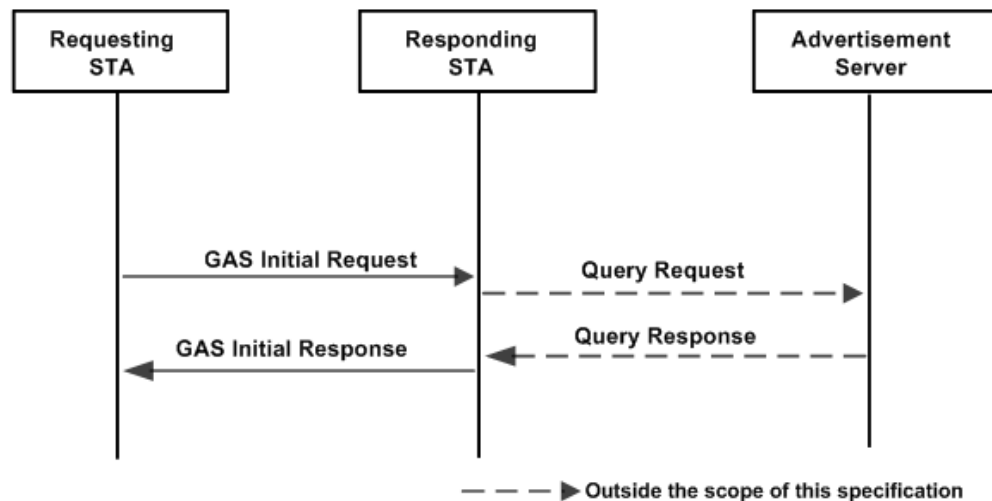 Requesting
STA
Responding
STA
Advertisement
Server
GAS Initial Request
Query Request
Query Response
GAS Initial Response
Outside the scope of this specification